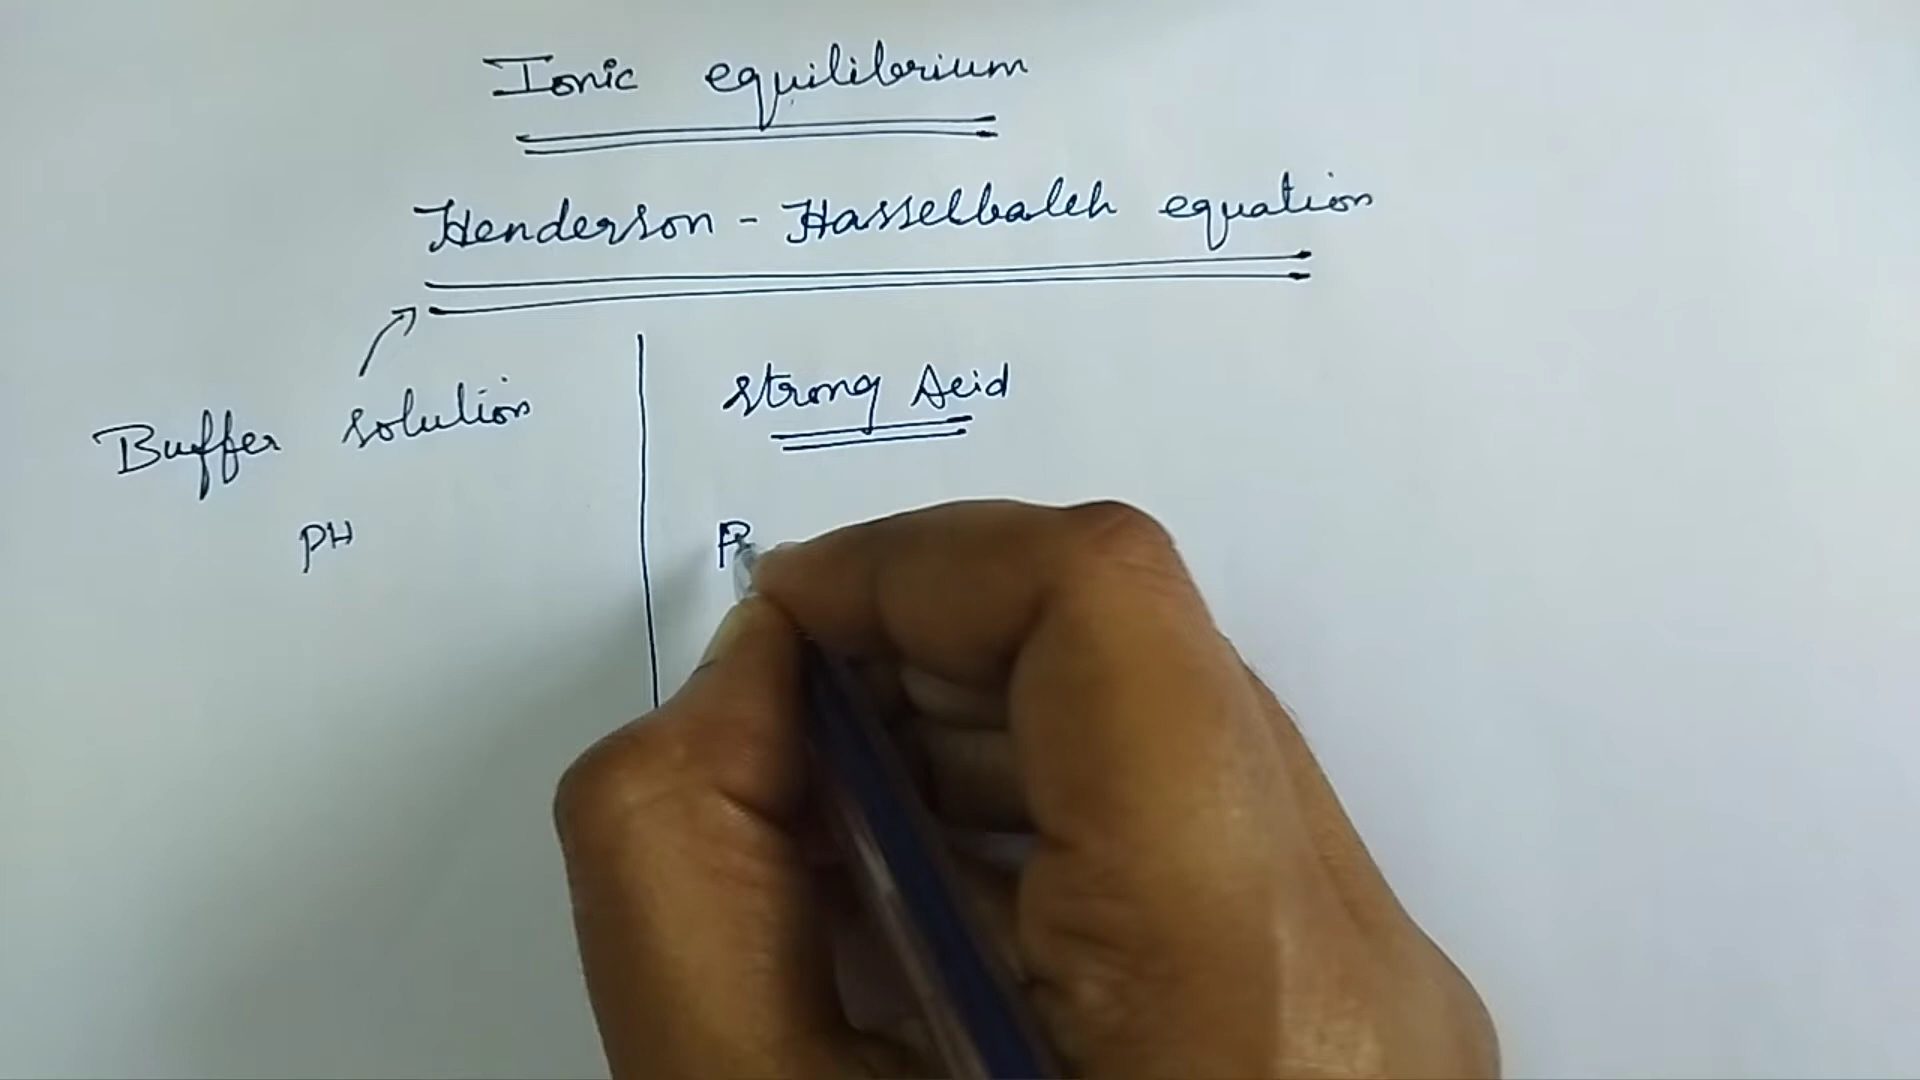 Ionic equilibrium
Henderson - Hasselbalch equation
Buffer solution
PH
Strong Acid
P